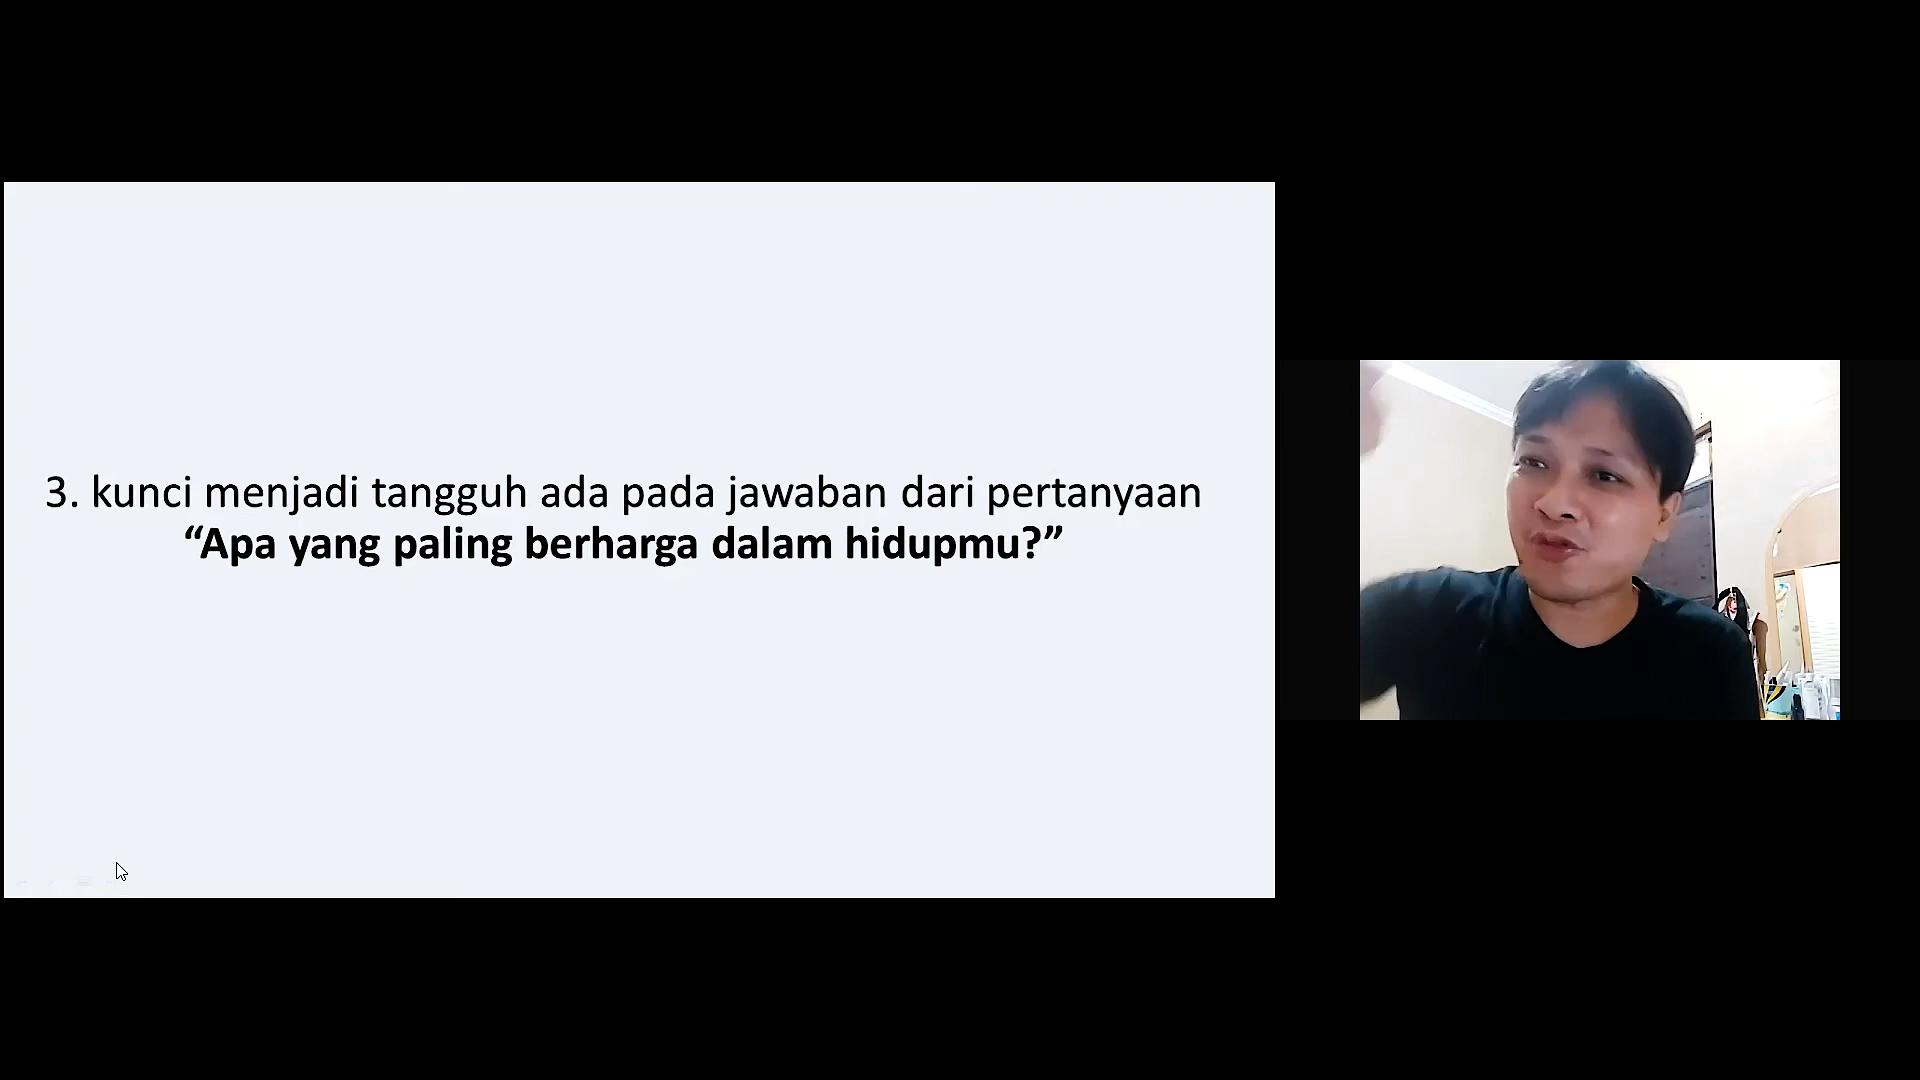 3. kunci menjadi tangguh ada pada jawaban dari pertanyaan
“Apa yang paling berharga dalam hidupmu?”